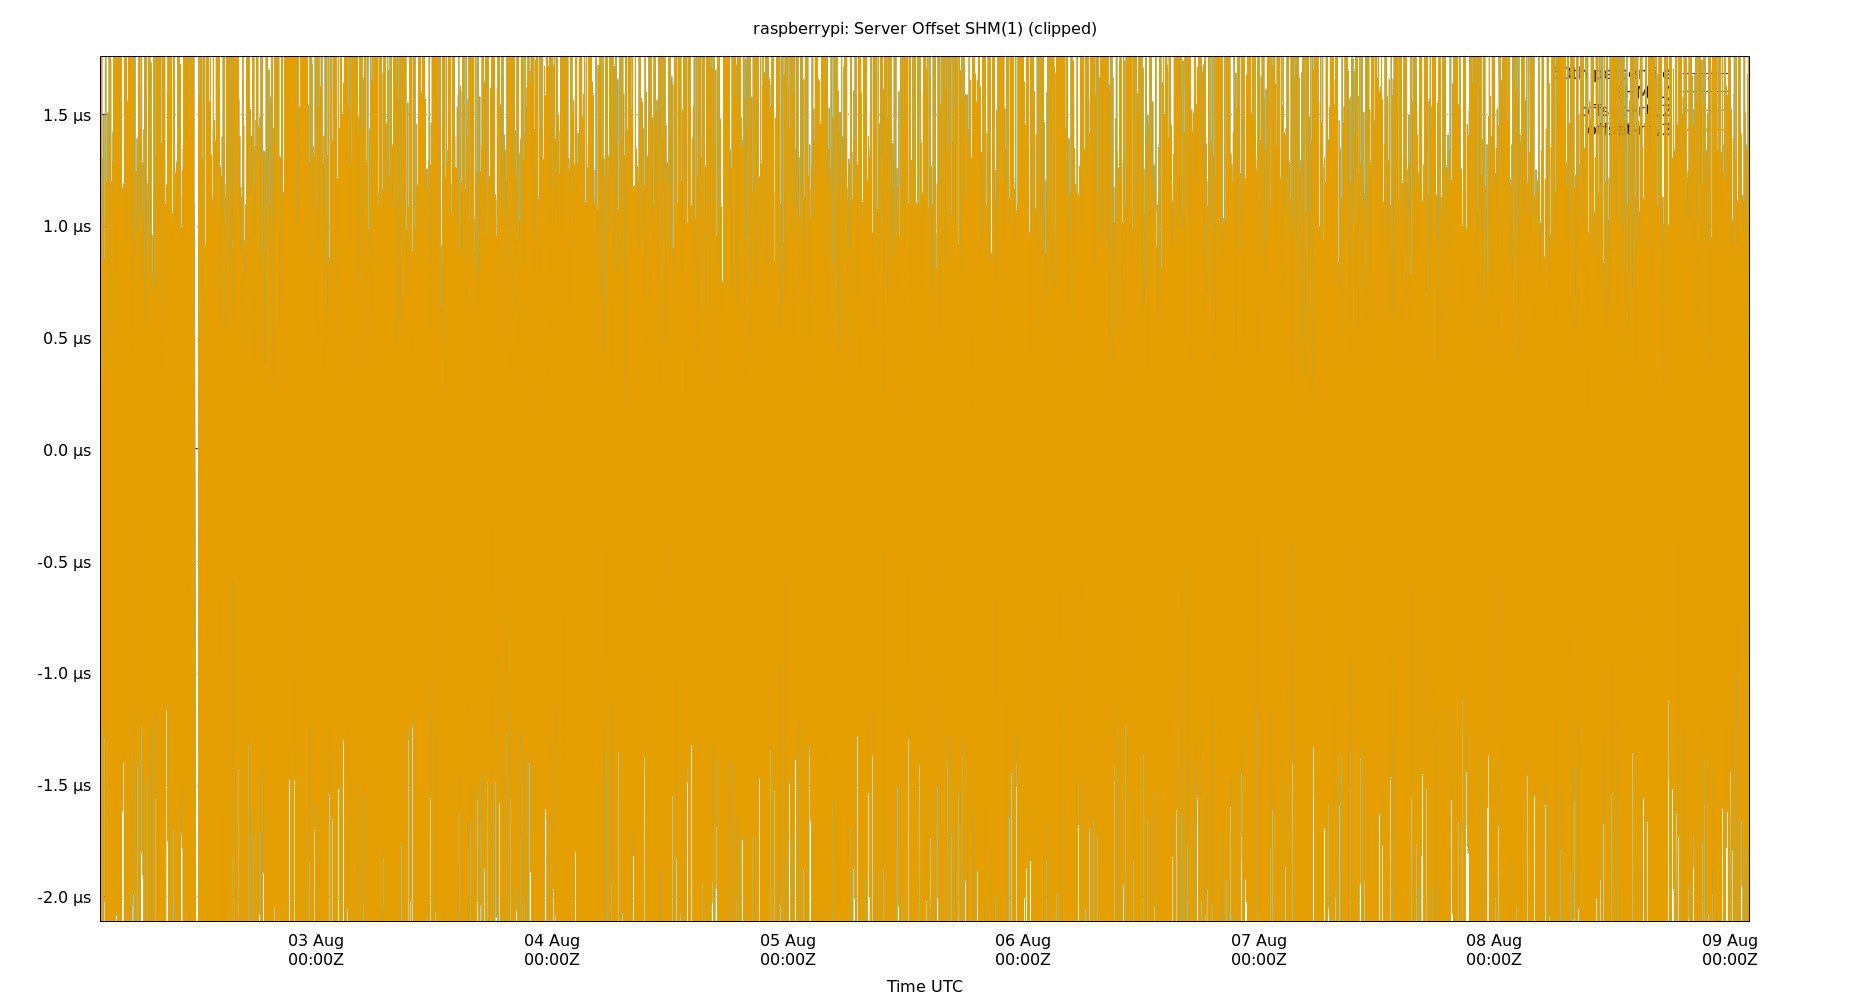 raspberrypi: Server Offset SHM(1) (clipped)
1.5 µs
1.0 µs
0.5 µs
0.0 µs
-0.5 µs
-1.0 µs
-1.5 µs
-2.0 µs
03 Aug 04 Aug 05 Aug 06 Aug 07 Aug 08 Aug 09 Aug
00:00Z 00:00Z 00:00Z 00:00Z 00:00Z 00:00Z 00:00Z
Time UTC